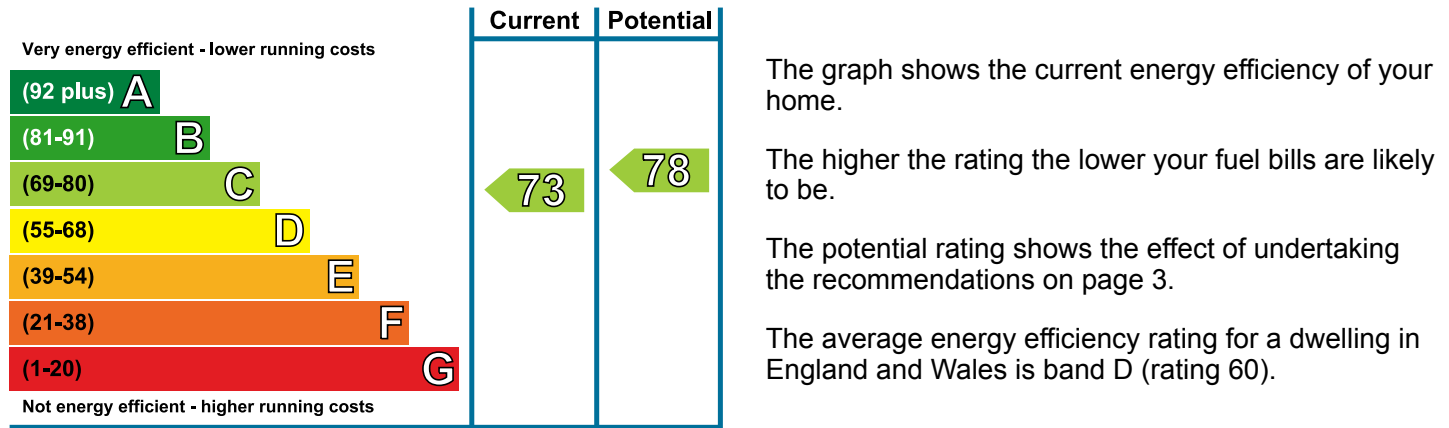 Current Potential
Very energy efficient - lower running costs
(92 plus) A
(81-91) B
(69-80) C
(55-68) D
(39-54) E
(21-38) F
(1-20) G
Not energy efficient - higher running costs
73
78
The graph shows the current energy efficiency of your
home.
The higher the rating the lower your fuel bills are likely
to be.
The potential rating shows the effect of undertaking
the recommendations on page 3.
The average energy efficiency rating for a dwelling in
England and Wales is band D (rating 60).